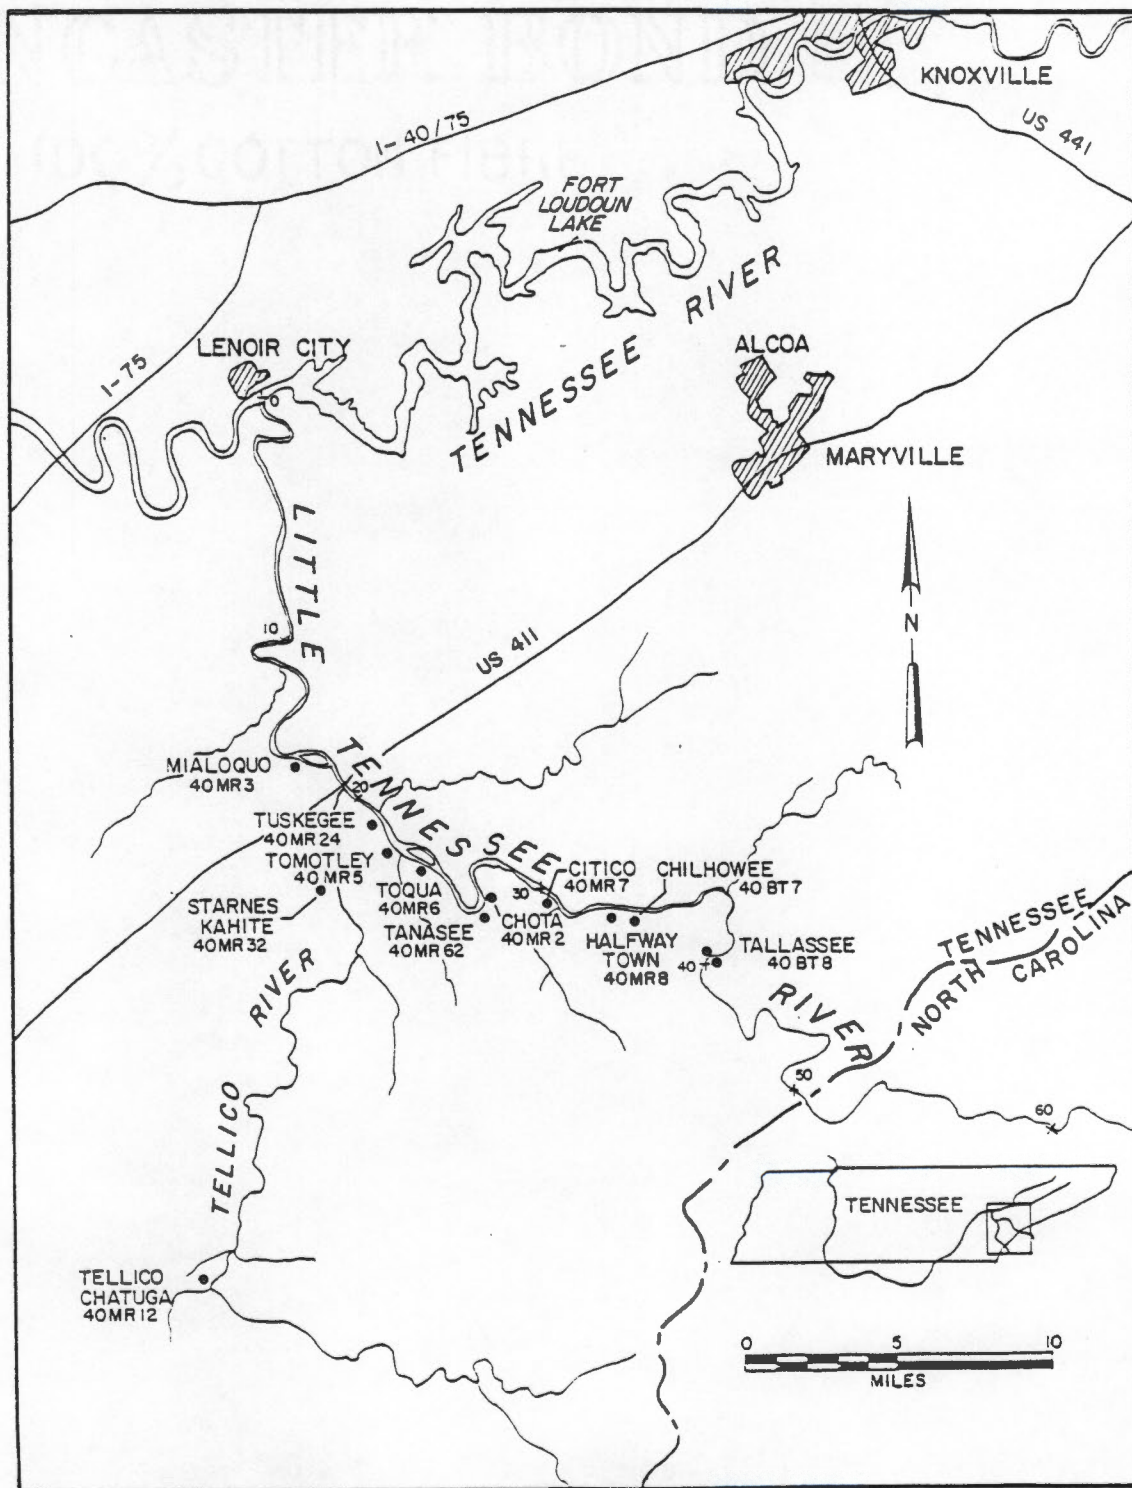 KNOXVILLE
US 441
I-40/75
FORT
LOUDOUN
LAKE
TENNESSEE RIVER
I-75
LENOIR CITY
0
ALCOA
MARYVILLE
N
US 411
LITTLE
TENNESSEE
RIVER
10
MIALOQUO
40MR3
20
TUSKEGEE
40MR24
TOMOTLEY
40MR5
STARNES
KAHITE
40MR32
TOQUA
40MR6
TANASEE
40MR62
CHOTA
40MR2
30
CITICO
40MR7
CHILHOWEE
40BT7
HALFWAY
TOWN
40MR8
40
TALLASSEE
40BT8
TENNESSEE
NORTH CAROLINA
50
60
TELLICO RIVER
TELLICO
CHATUGA
40MR12
TENNESSEE
0 5 10
MILES